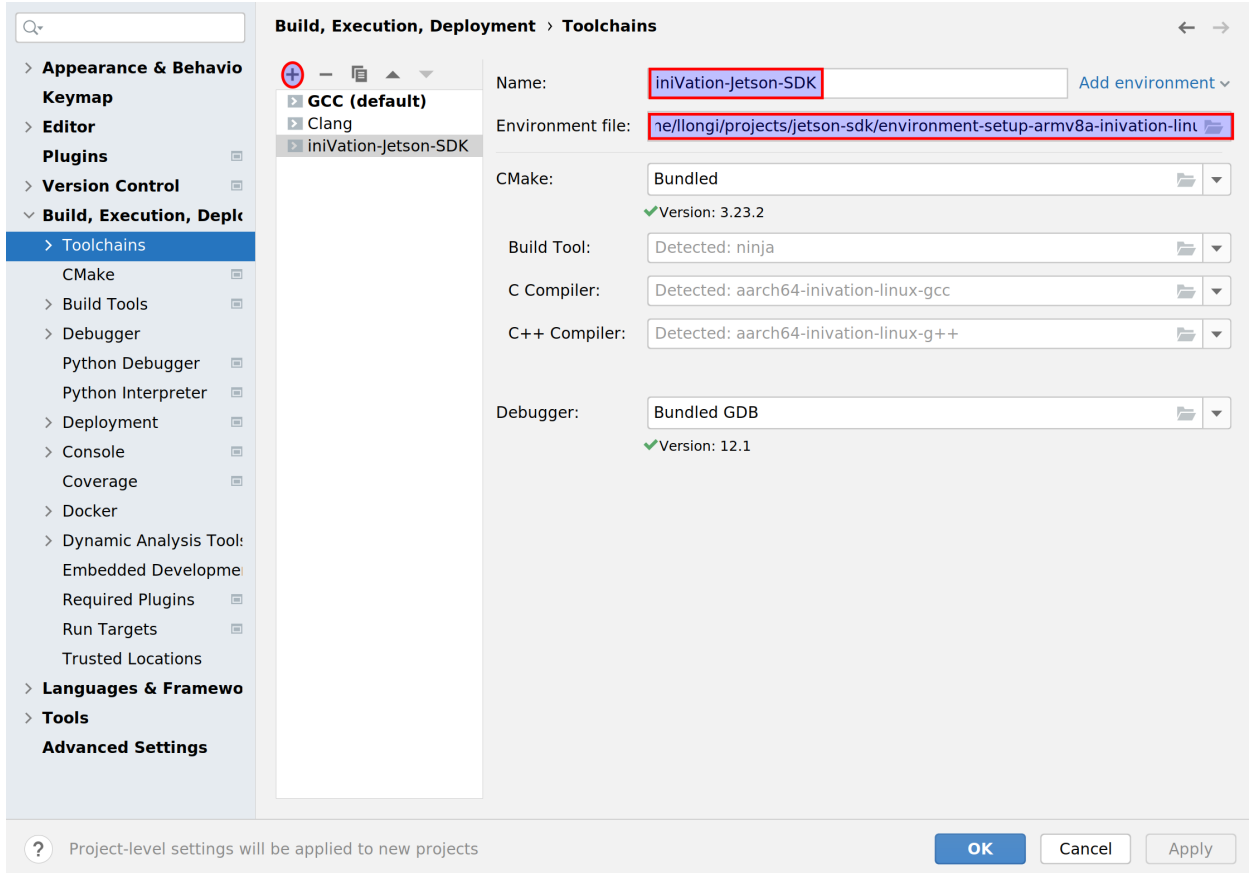 Build, Execution, Deployment › Toolchains
Appearance & Behavio
Keymap
Editor
Plugins
Version Control
Build, Execution, Deplo
Toolchains
CMake
Build Tools
Debugger
Python Debugger
Python Interpreter
Deployment
Console
Coverage
Docker
Dynamic Analysis Tools
Embedded Developme
Required Plugins
Run Targets
Trusted Locations
Languages & Framewo
Tools
Advanced Settings
GCC (default)
Clang
iniVation-Jetson-SDK
Name: iniVation-Jetson-SDK Add environment
Environment file: ne/llongi/projects/jetson-sdk/environment-setup-armv8a-inivation-linu
CMake: Bundled
Version: 3.23.2
Build Tool: Detected: ninja
C Compiler: Detected: aarch64-inivation-linux-gcc
C++ Compiler: Detected: aarch64-inivation-linux-g++
Debugger: Bundled GDB
Version: 12.1
? Project-level settings will be applied to new projects
OK Cancel Apply